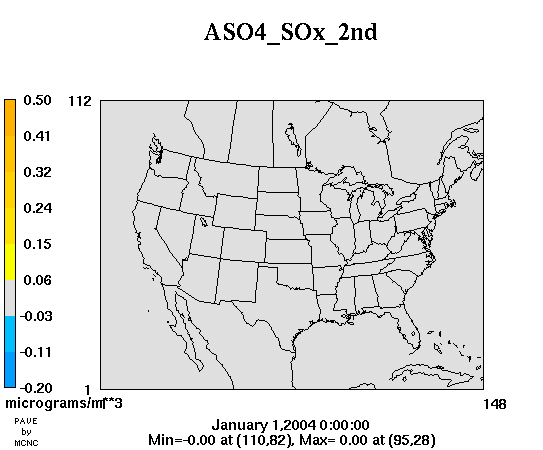 ASO4_SOx_2nd
0.50
0.41
0.32
0.24
0.15
0.06
-0.03
-0.11
-0.20
112
1
micrograms/m**3
148
PAVE
by
MCNC
January 1,2004 0:00:00
Min=-0.00 at (110,82), Max= 0.00 at (95,28)